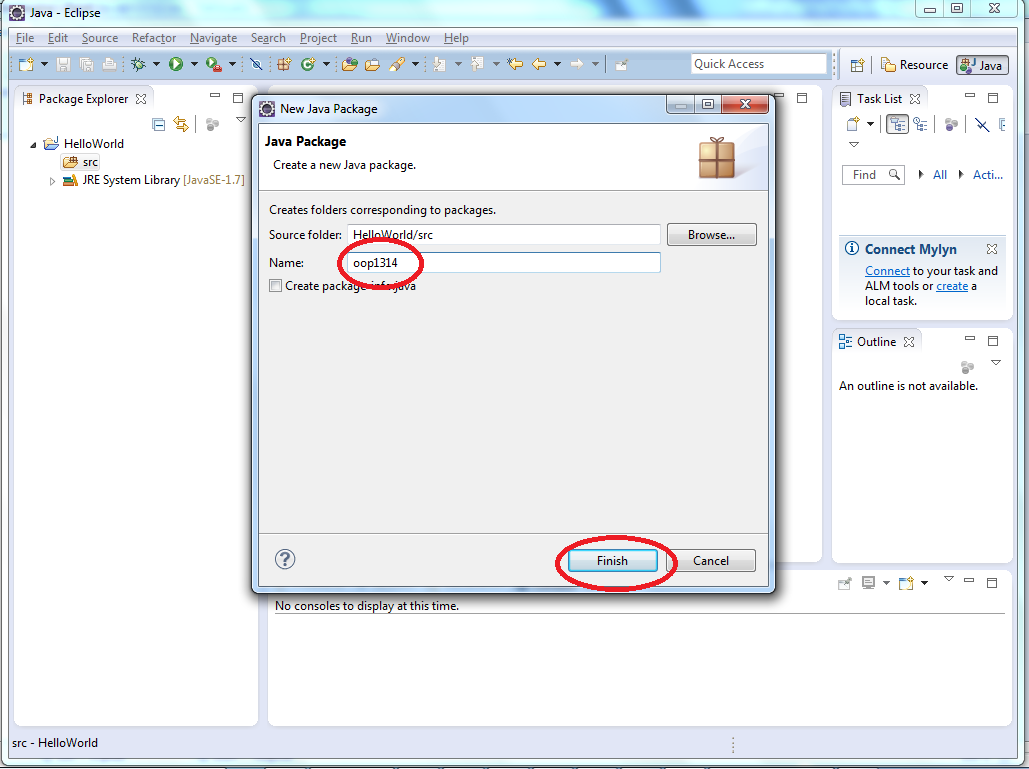 Java - Eclipse
File Edit Source Refactor Navigate Search Project Run Window Help
Quick Access
Resource
Java
Package Explorer
HelloWorld
src
JRE System Library [JavaSE-1.7]
New Java Package
Java Package
Create a new Java package.
Creates folders corresponding to packages.
Source folder: HelloWorld/src Browse...
Name: oop1314
Create package-info.java
? Finish Cancel
Task List
Find All Acti...
Connect Mylyn
Connect to your task and
ALM tools or create a
local task.
Outline
An outline is not available.
No consoles to display at this time.
src - HelloWorld